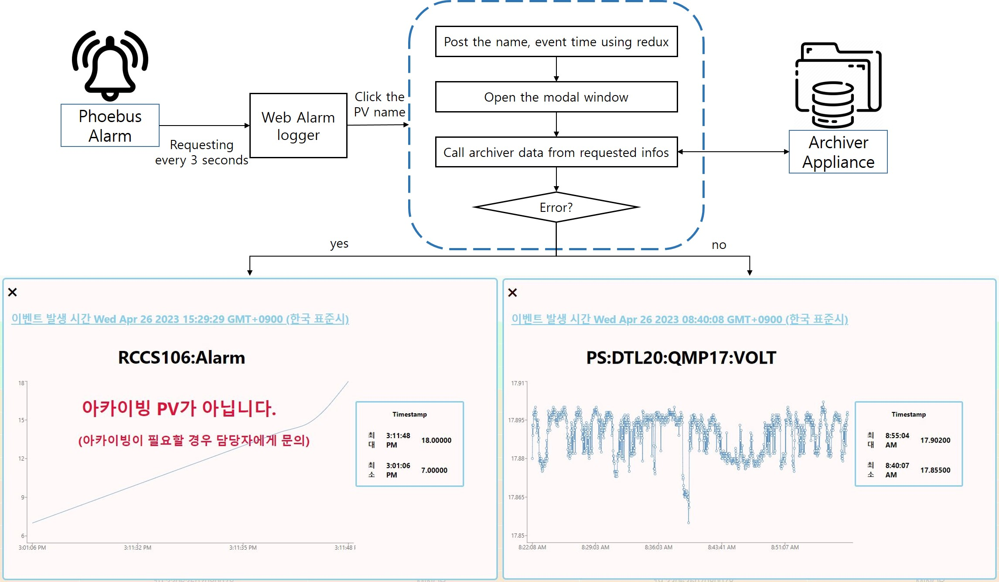 Phoebus
Alarm
Requesting
every 3 seconds
Web Alarm
logger
Click the
PV name
Post the name, event time using redux
Open the modal window
Call archiver data from requested infos
Error?
Archiver
Appliance
yes
no
×
이벤트 발생 시간 Wed Apr 26 2023 15:29:29 GMT+0900 (한국 표준시)
RCCS106:Alarm
아카이빙 PV가 아닙니다.
(아카이빙이 필요할 경우 담당자에게 문의)
18
15
12
9
6
3:01:06 PM
3:11:32 PM
3:11:35 PM
3:11:48 P
Timestamp
최대 3:11:48 PM 18.00000
최소 3:01:06 PM 7.00000
×
이벤트 발생 시간 Wed Apr 26 2023 08:40:08 GMT+0900 (한국 표준시)
PS:DTL20:QMP17:VOLT
17.91
17.895
17.88
17.865
17.85
8:22:08 AM
8:29:03 AM
8:36:03 AM
8:43:41 AM
8:51:07 AM
Timestamp
최대 8:55:04 AM 17.90200
최소 8:40:07 AM 17.85500